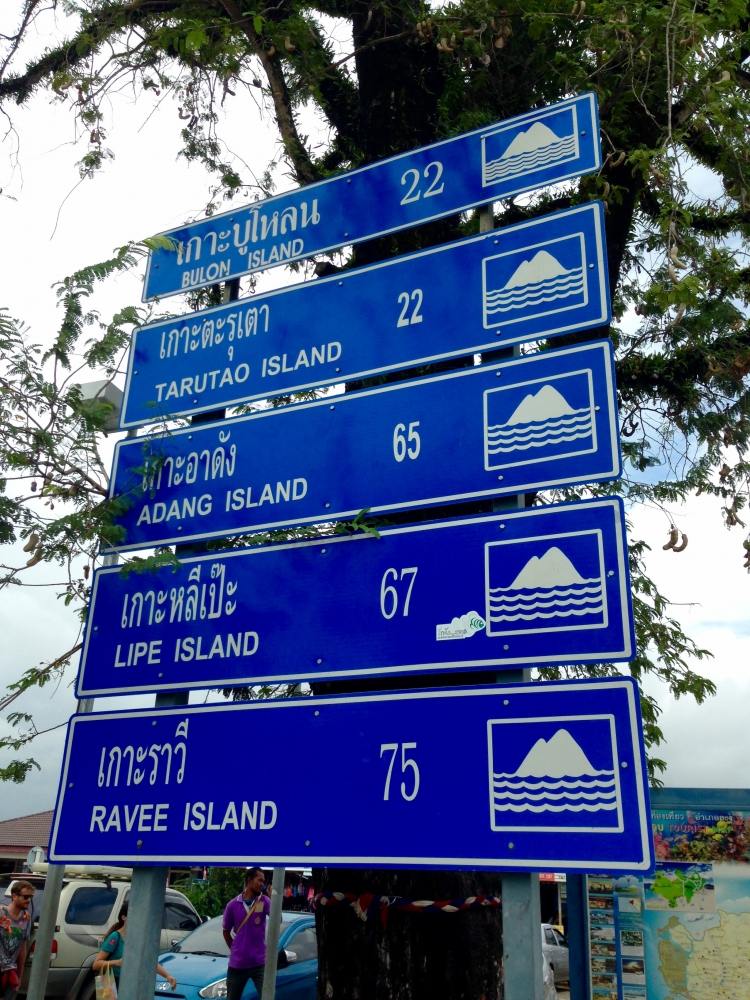 เกาะบูโหลน 22
BULON ISLAND
เกาะตะรุเตา 22
TARUTAO ISLAND
เกาะอาดัง 65
ADANG ISLAND
เกาะหลีเป๊ะ 67
LIPE ISLAND
เกาะราวี 75
RAVEE ISLAND
TOURIST